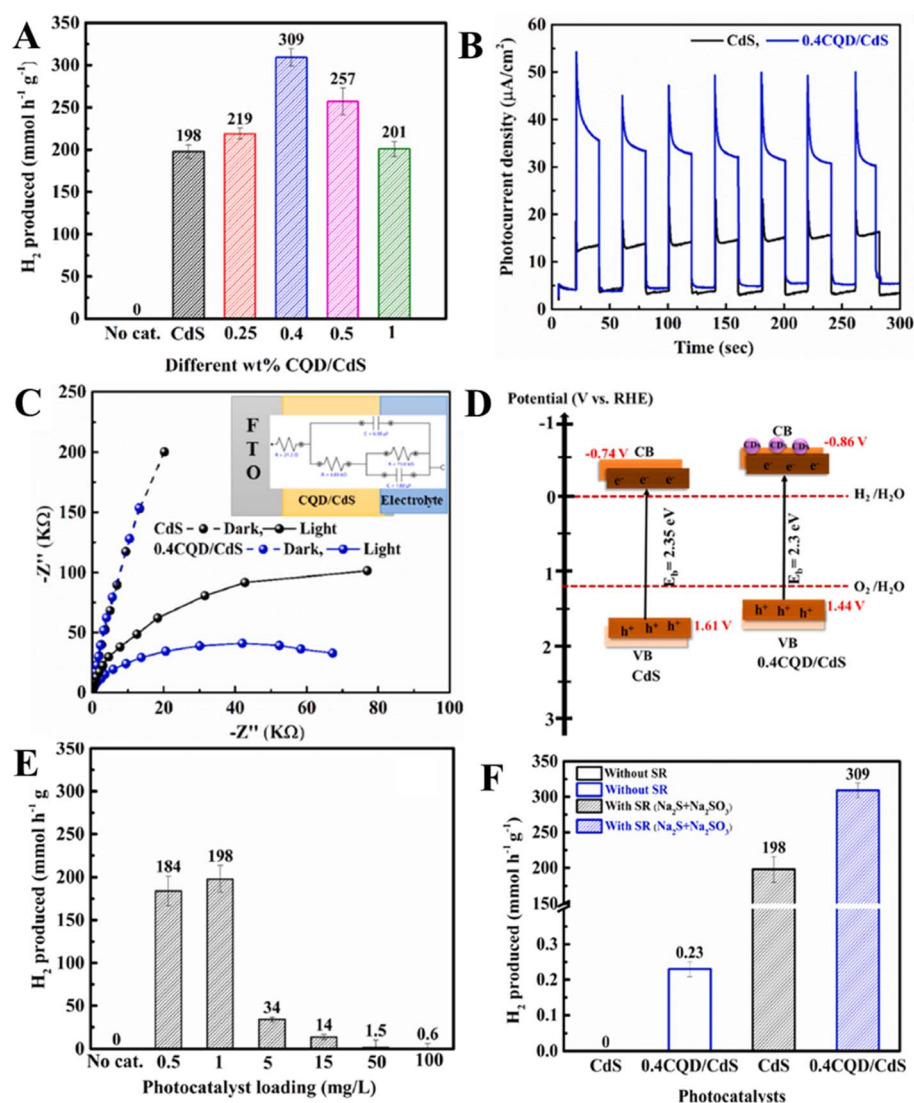 A
H2 produced (mmol h-1 g-1)
350
300
250
200
150
100
50
0
0
198
219
309
257
201
No cat. CdS 0.25 0.4 0.5 1
Different wt% CQD/CdS
B
Photocurrent density (µA/cm2)
60
50
40
30
20
10
0
CdS, 0.4CQD/CdS
0 50 100 150 200 250 300
Time (sec)
C
-Z'' (KΩ)
250
200
150
100
50
0
F
T
O
CQD/CdS
Electrolyte
CdS Dark, Light
0.4CQD/CdS Dark, Light
0 20 40 60 80 100
-Z'' (KΩ)
D
Potential (V vs. RHE)
-1
0
1
2
3
CB
-0.74 V
e- e- e-
CB
CDs CDs CDs
-0.86 V
e- e- e-
H2/H2O
Eb= 2.35 eV
Eb= 2.3 eV
O2/H2O
h+ h+ h+
1.61 V
VB
CdS
h+ h+ h+
1.44 V
VB
0.4CQD/CdS
E
H2 produced (mmol h-1 g
350
300
250
200
150
100
50
0
0
184
198
34
14
1.5
0.6
No cat. 0.5 1 5 15 50 100
Photocatalyst loading (mg/L)
F
H2 produced (mmol h-1 g-1)
350
300
250
200
150
0.3
0.2
0.1
0.0
Without SR
Without SR
With SR (Na2S+Na2SO3)
With SR (Na2S+Na2SO3)
0
0.23
198
309
CdS 0.4CQD/CdS CdS 0.4CQD/CdS
Photocatalysts